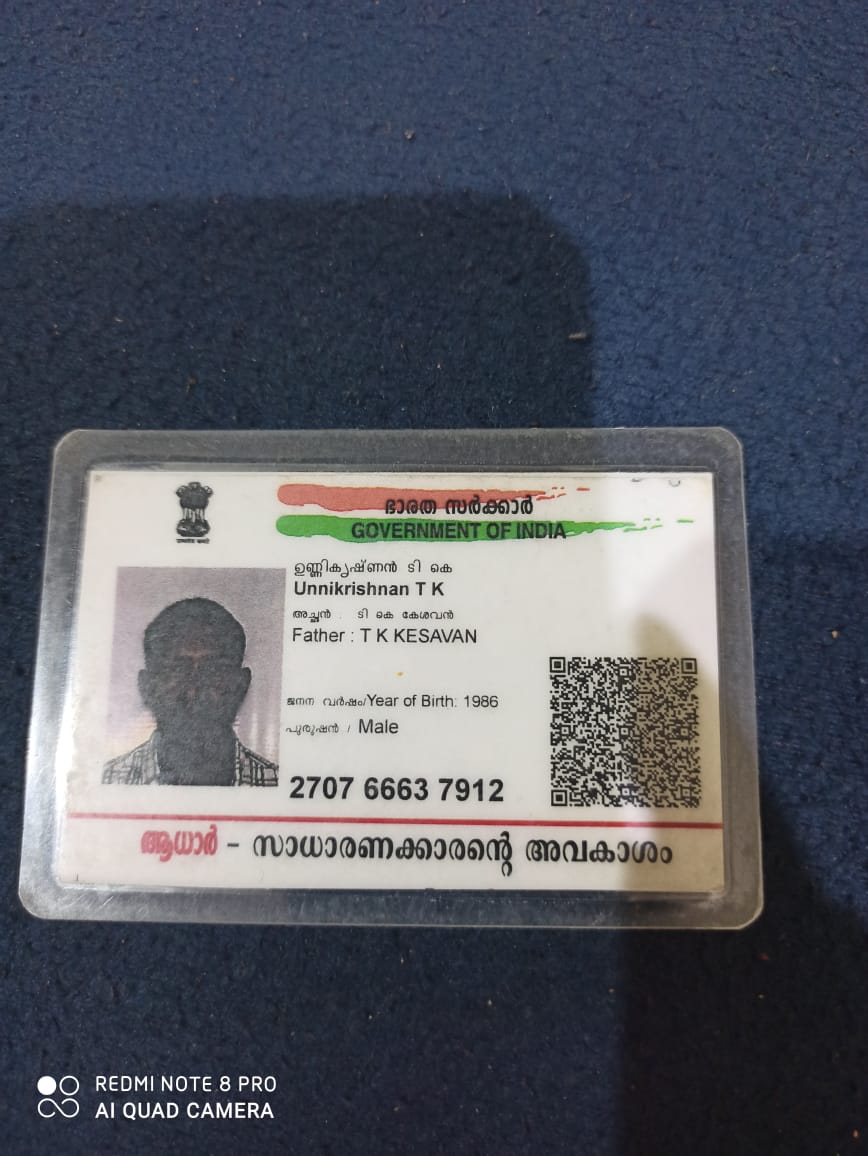 ഭാരത സർക്കാർ
GOVERNMENT OF INDIA
ഉണ്ണികൃഷ്ണൻ ടി കെ
Unnikrishnan T K
അച്ഛൻ : ടി കെ കേശവൻ
Father : T K KESAVAN
ജനന വർഷം/Year of Birth: 1986
പുരുഷൻ / Male
2707 6663 7912
ആധാർ - സാധാരണക്കാരന്റെ അവകാശം
REDMI NOTE 8 PRO
AI QUAD CAMERA